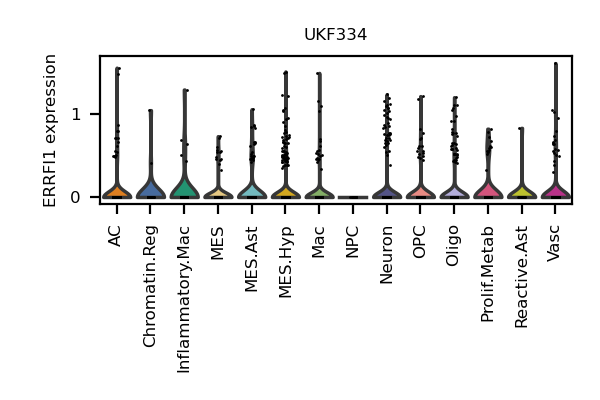 UKF334
ERRFI1 expression
1
0
AC
Chromatin.Reg
Inflammatory.Mac
MES
MES.Ast
MES.Hyp
Mac
NPC
Neuron
OPC
Oligo
Prolif.Metab
Reactive.Ast
Vasc